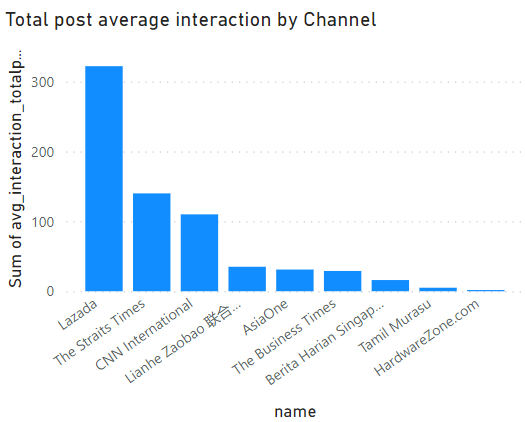 Total post average interaction by Channel
Sum of avg_interaction_totalp...
300
200
100
0
Lazada
The Straits Times
CNN International
Lianhe Zaobao 联合...
AsiaOne
The Business Times
Berita Harian Singap...
Tamil Murasu
HardwareZone.com
name